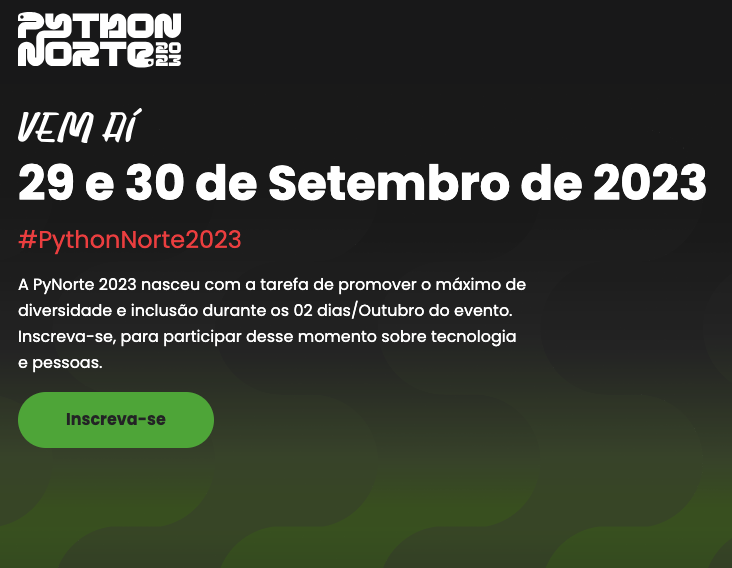 PYTHON
NORTE
VEM AÍ
29 e 30 de Setembro de 2023
#PythonNorte2023
A PyNorte 2023 nasceu com a tarefa de promover o máximo de
diversidade e inclusão durante os 02 dias/Outubro do evento.
Inscreva-se, para participar desse momento sobre tecnologia
e pessoas.
Inscreva-se